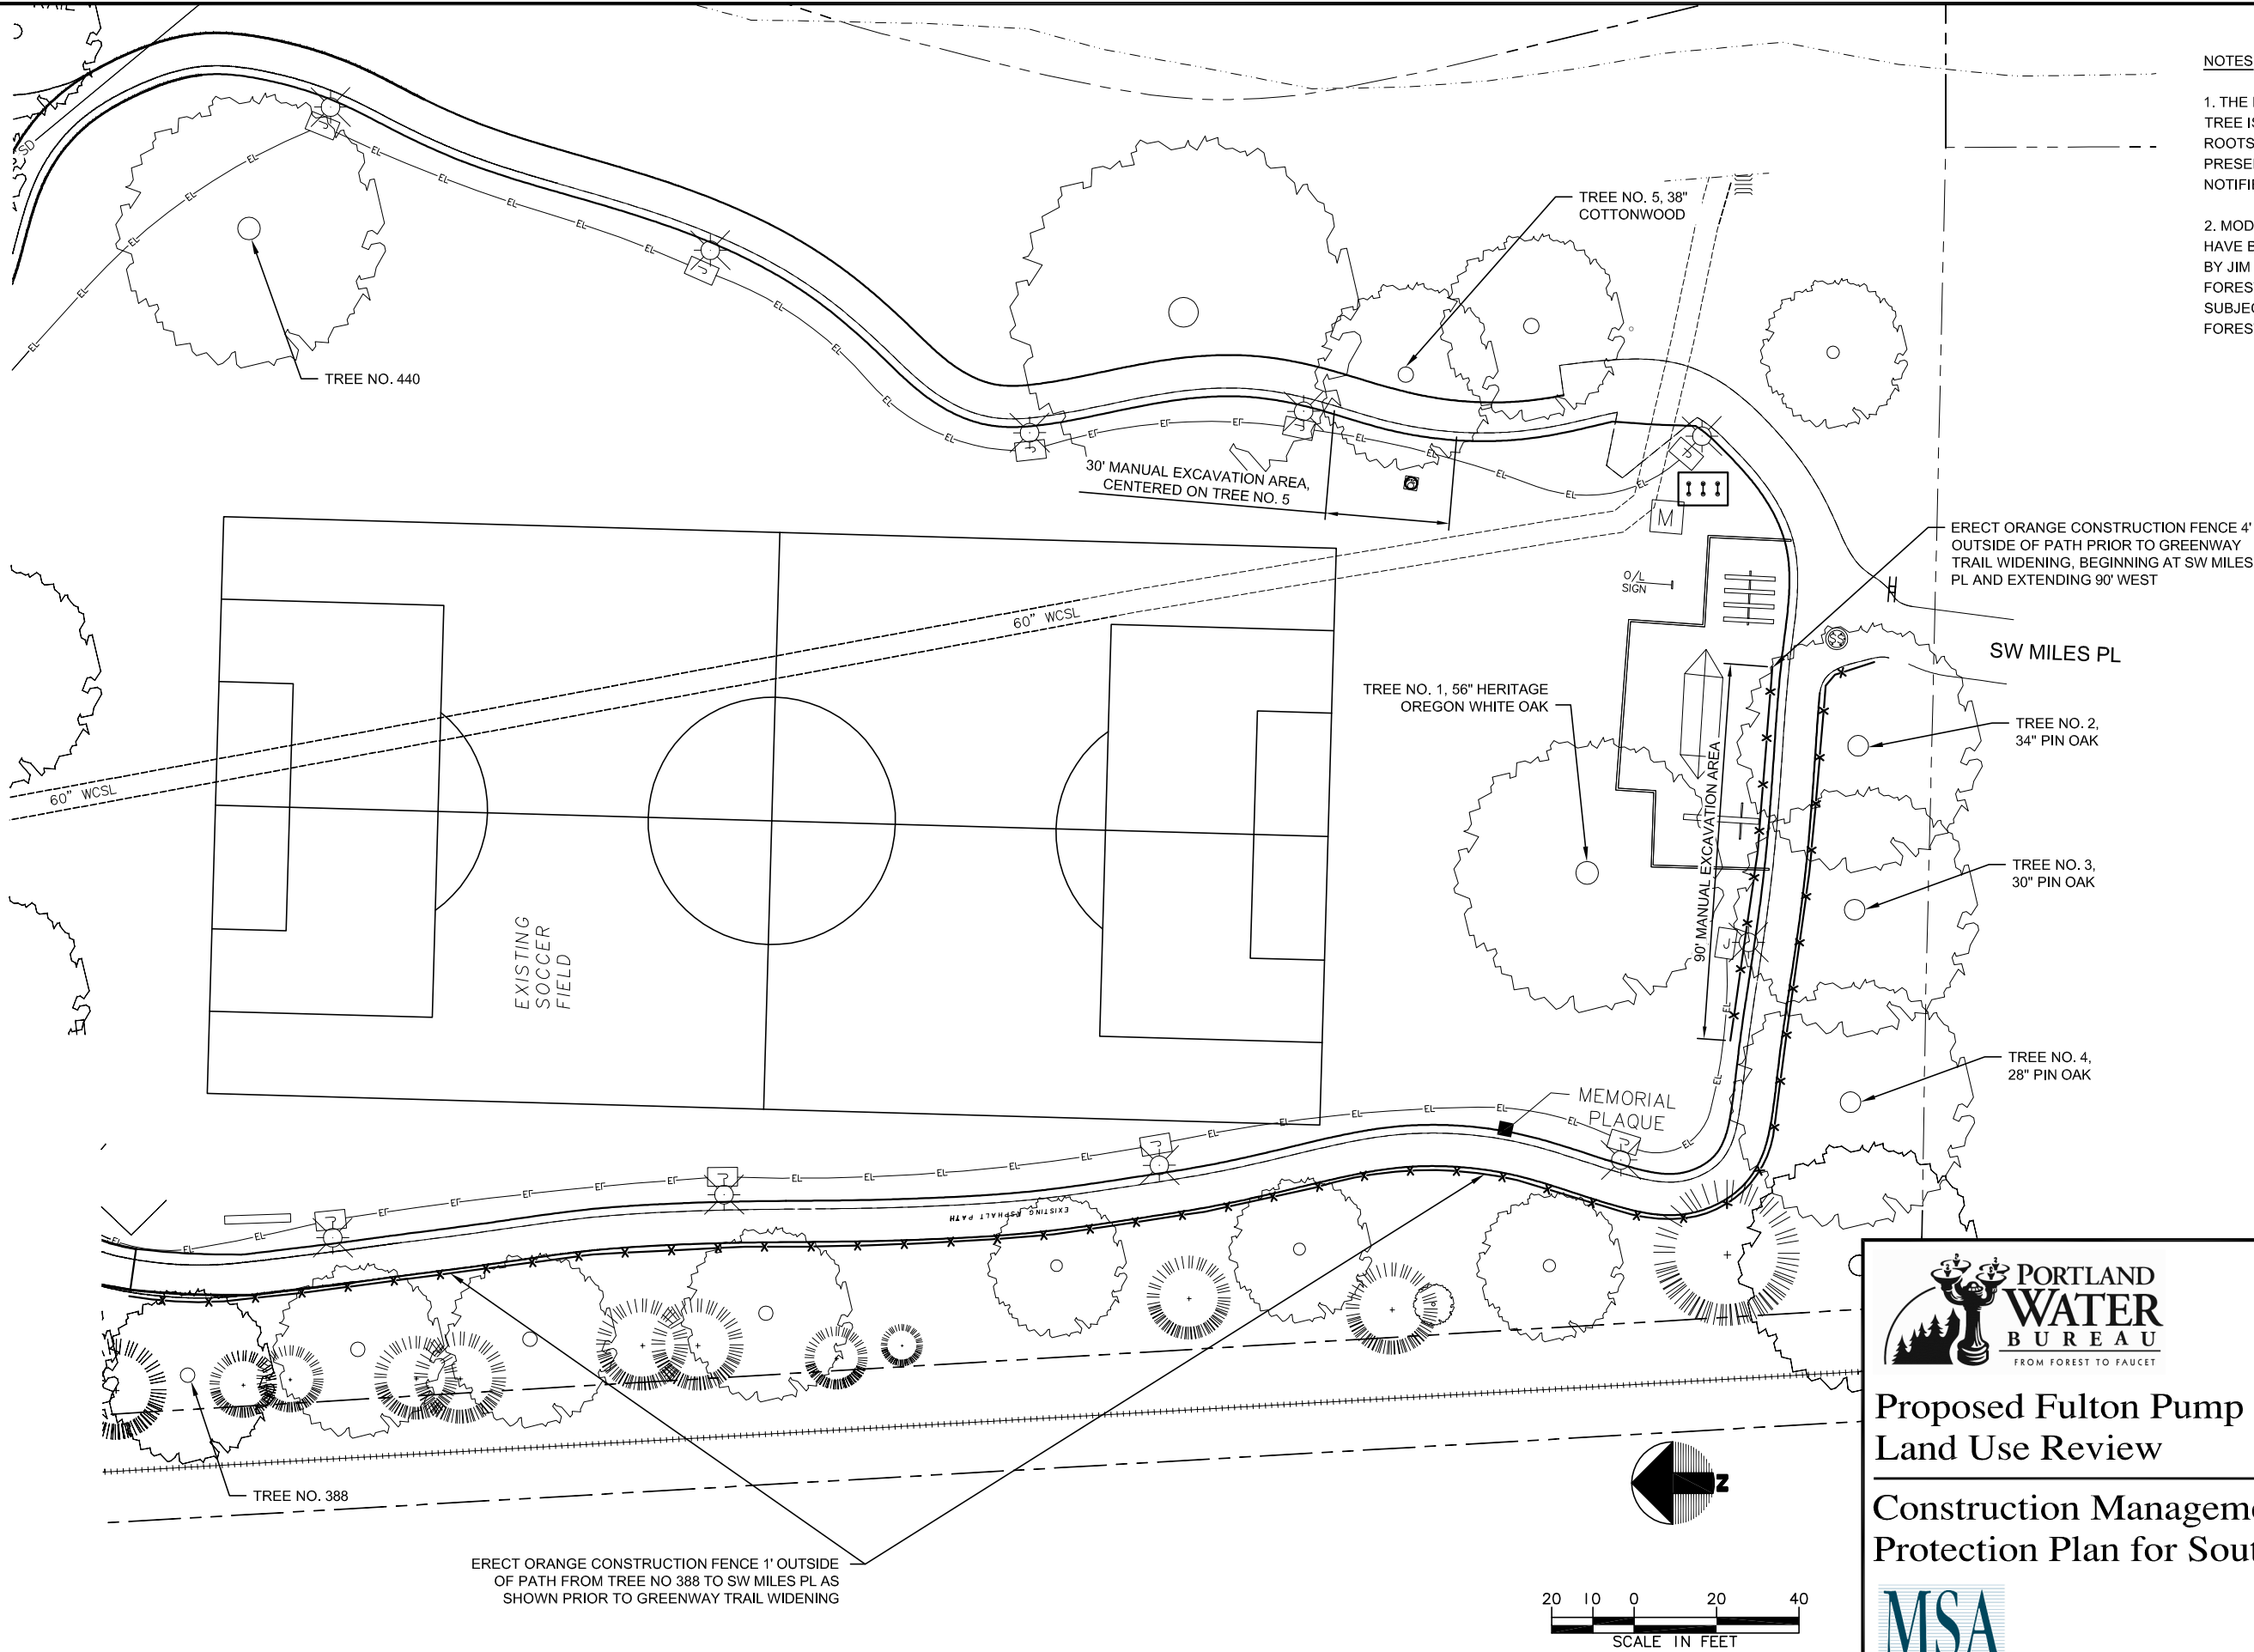 NOTES
1. THE
TREE IS
ROOTS
PRESE
NOTIFI
2. MOD
HAVE B
BY JIM
FORES
SUBJEC
FORES
SD
EL
TREE NO. 440
TREE NO. 5, 38"
COTTONWOOD
30' MANUAL EXCAVATION AREA,
CENTERED ON TREE NO. 5
J
M
O/L
SIGN
ERECT ORANGE CONSTRUCTION FENCE 4'
OUTSIDE OF PATH PRIOR TO GREENWAY
TRAIL WIDENING, BEGINNING AT SW MILES
PL AND EXTENDING 90' WEST
SS
SW MILES PL
60" WCSL
60" WCSL
TREE NO. 1, 56" HERITAGE
OREGON WHITE OAK
90' MANUAL EXCAVATION AREA
TREE NO. 2,
34" PIN OAK
TREE NO. 3,
30" PIN OAK
TREE NO. 4,
28" PIN OAK
EXISTING
SOCCER
FIELD
MEMORIAL
PLAQUE
EXISTING ASPHALT PATH
TREE NO. 388
ERECT ORANGE CONSTRUCTION FENCE 1' OUTSIDE
OF PATH FROM TREE NO 388 TO SW MILES PL AS
SHOWN PRIOR TO GREENWAY TRAIL WIDENING
Z
20 10 0 20 40
SCALE IN FEET
PORTLAND
WATER
BUREAU
FROM FOREST TO FAUCET
Proposed Fulton Pump
Land Use Review
Construction Manageme
Protection Plan for Sout
MSA